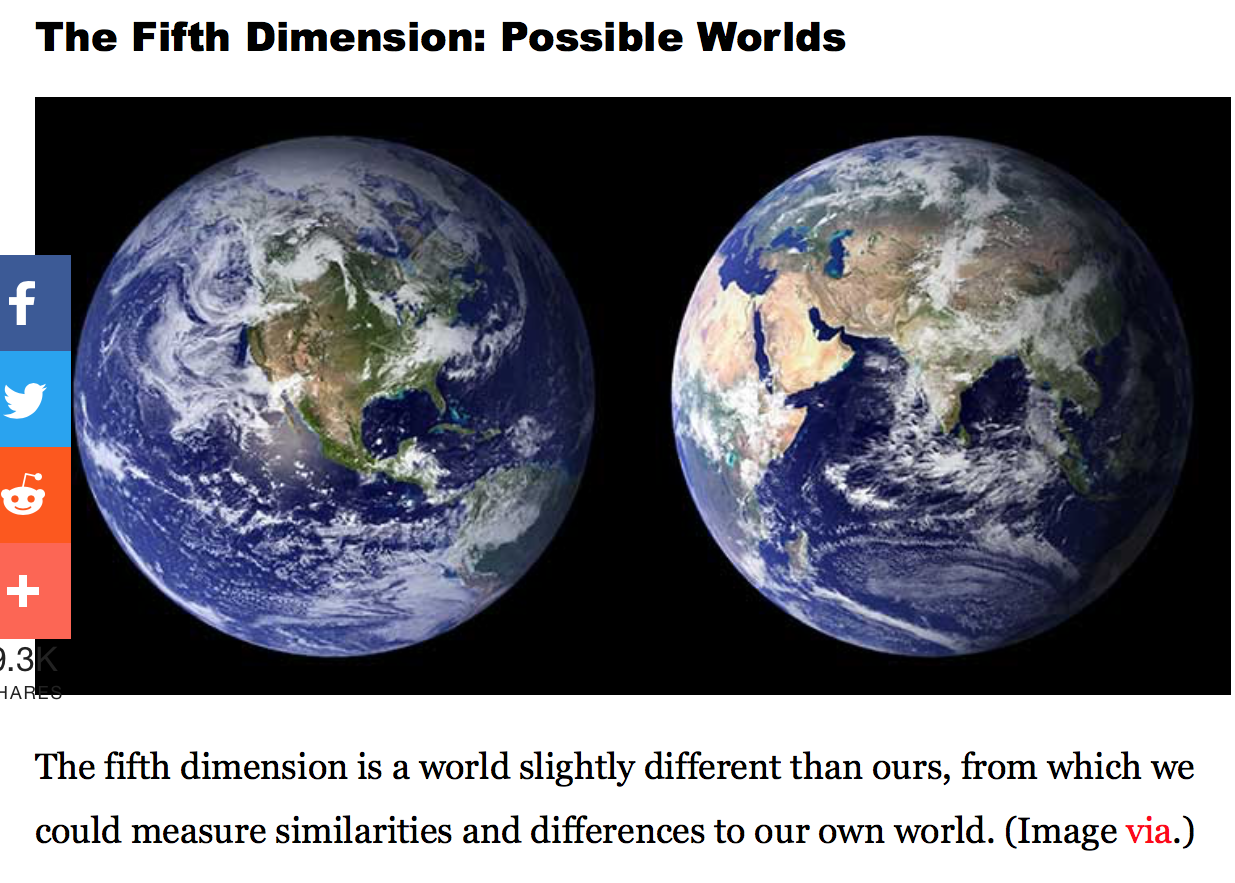 The Fifth Dimension: Possible Worlds
9.3K
HARES
The fifth dimension is a world slightly different than ours, from which we
could measure similarities and differences to our own world. (Image via.)